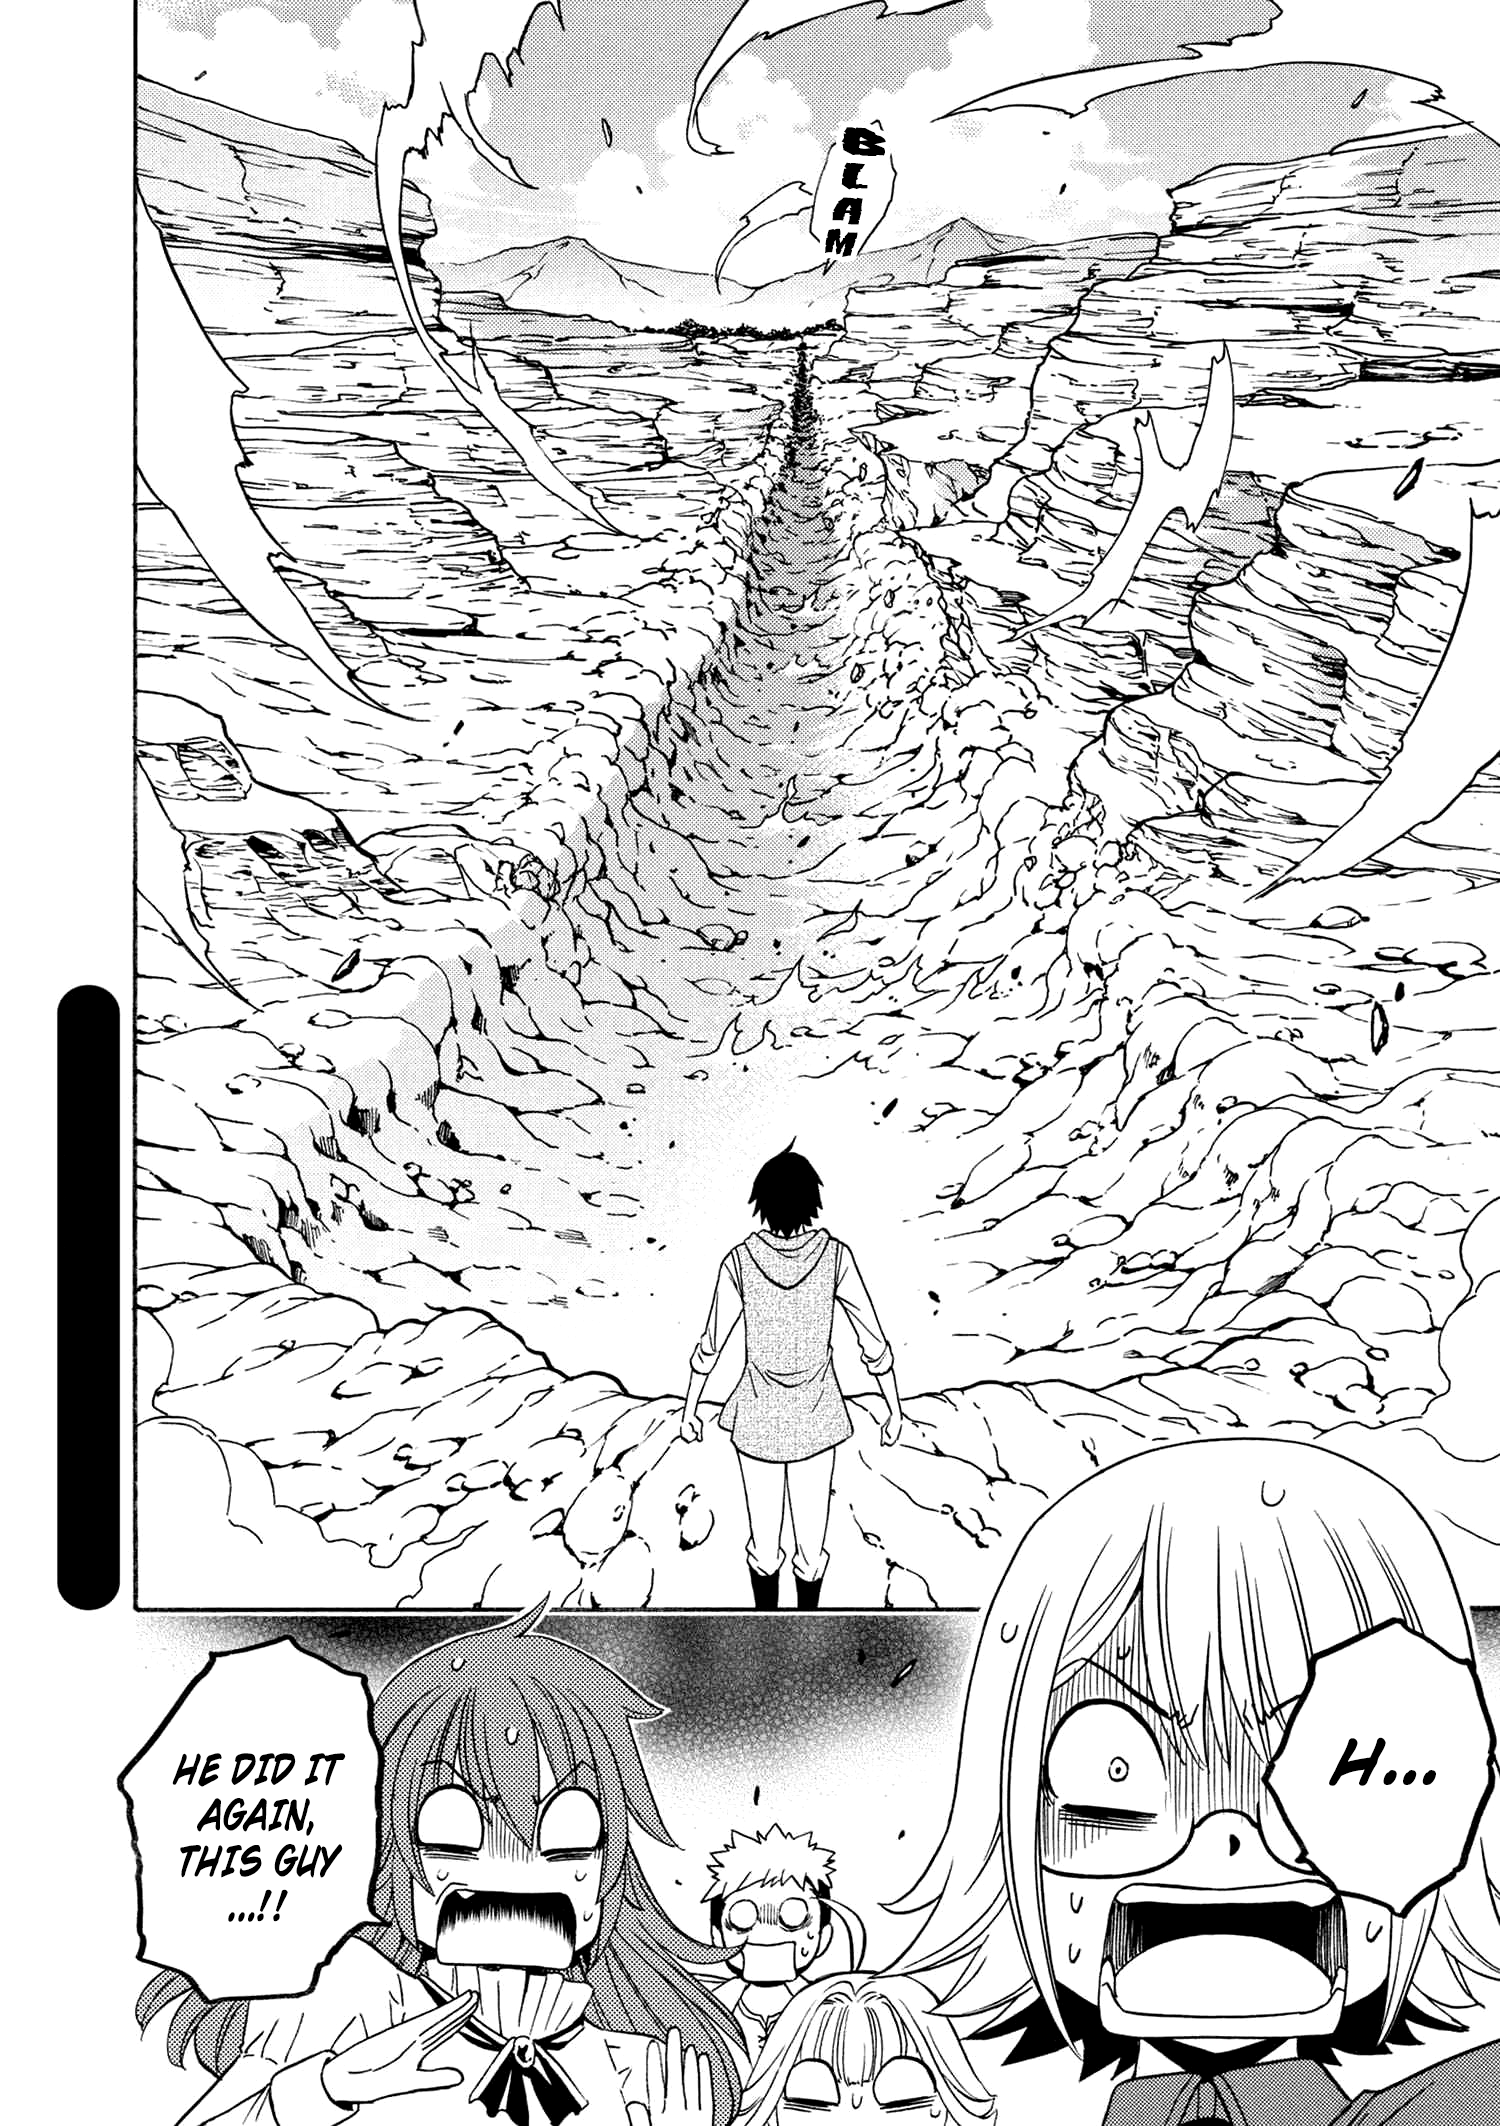 BLAM
H...
HE DID IT
AGAIN,
THIS GUY
...!!